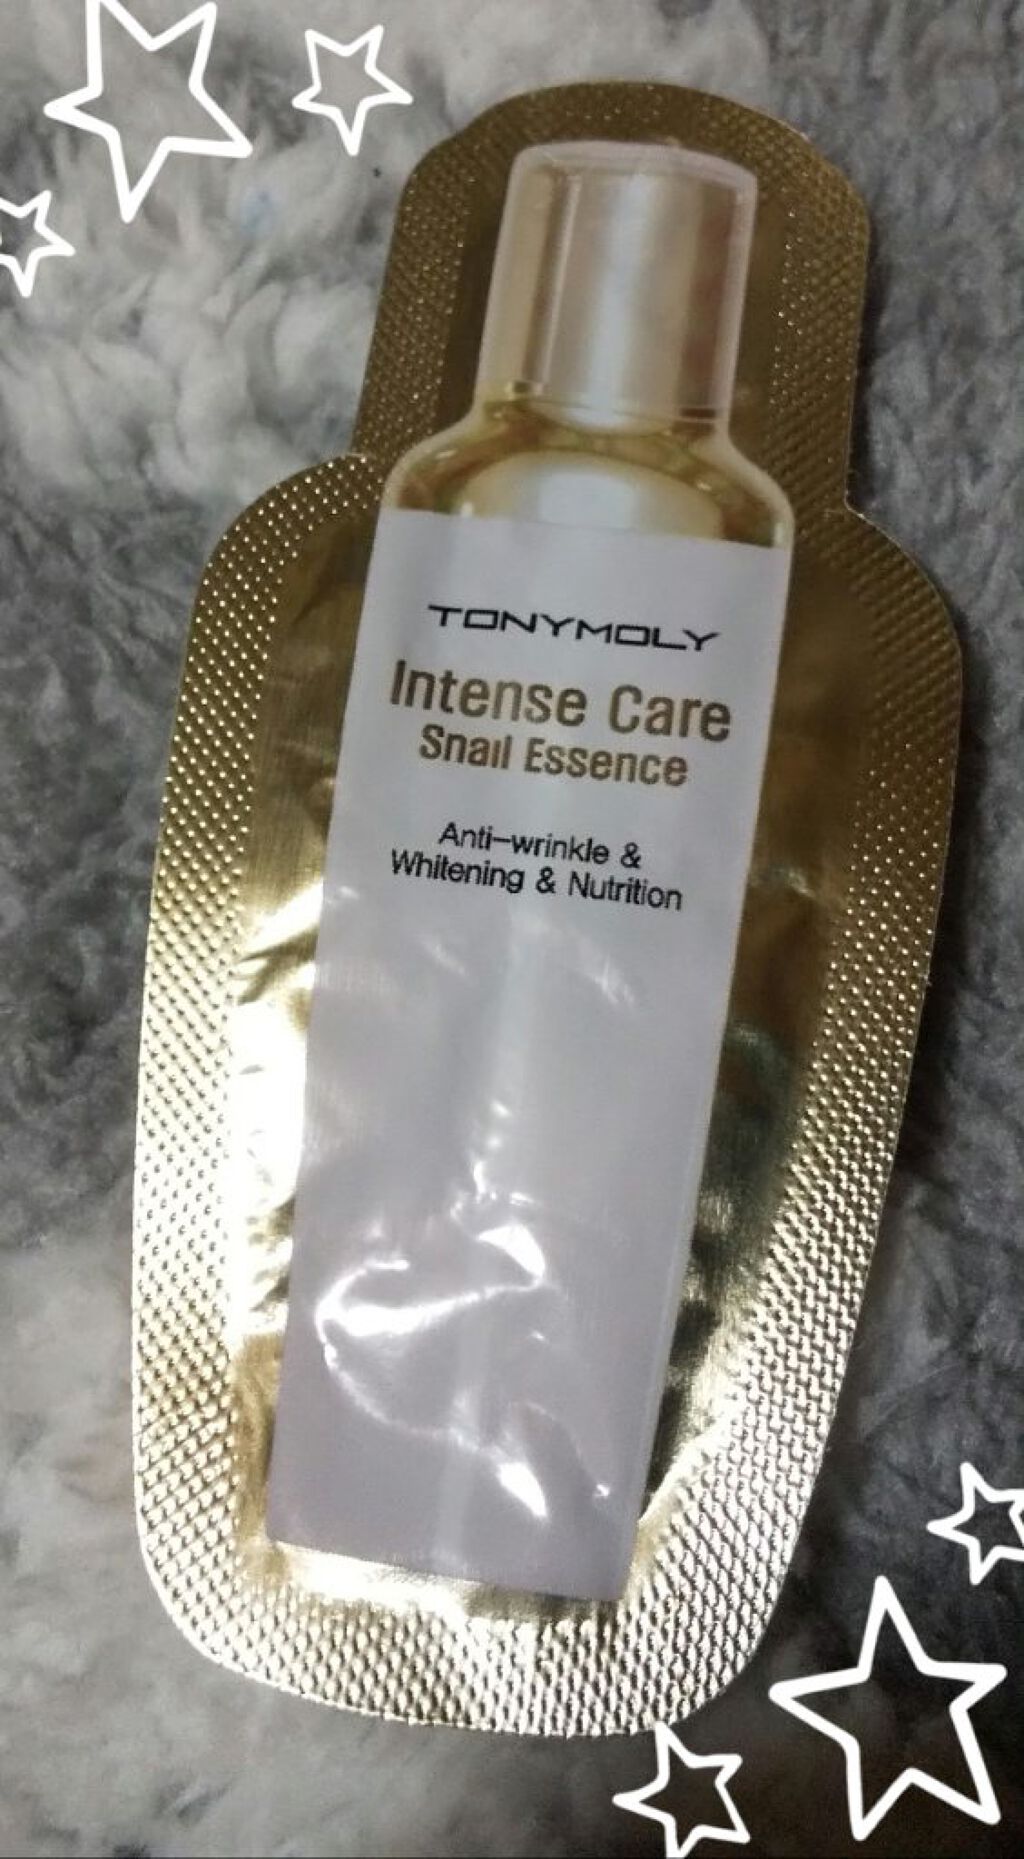 TONYMOLY
Intense Care
Snail Essence
Anti-wrinkle &
Whitening & Nutrition